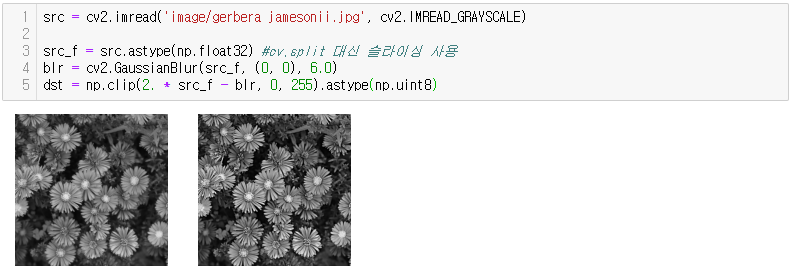 1 src = cv2.imread('image/gerbera jamesonii.jpg', cv2.IMREAD_GRAYSCALE)
2
3 src_f = src.astype(np.float32) #cv.split 대신 슬라이싱 사용
4 blr = cv2.GaussianBlur(src_f, (0, 0), 6.0)
5 dst = np.clip(2. * src_f - blr, 0, 255).astype(np.uint8)